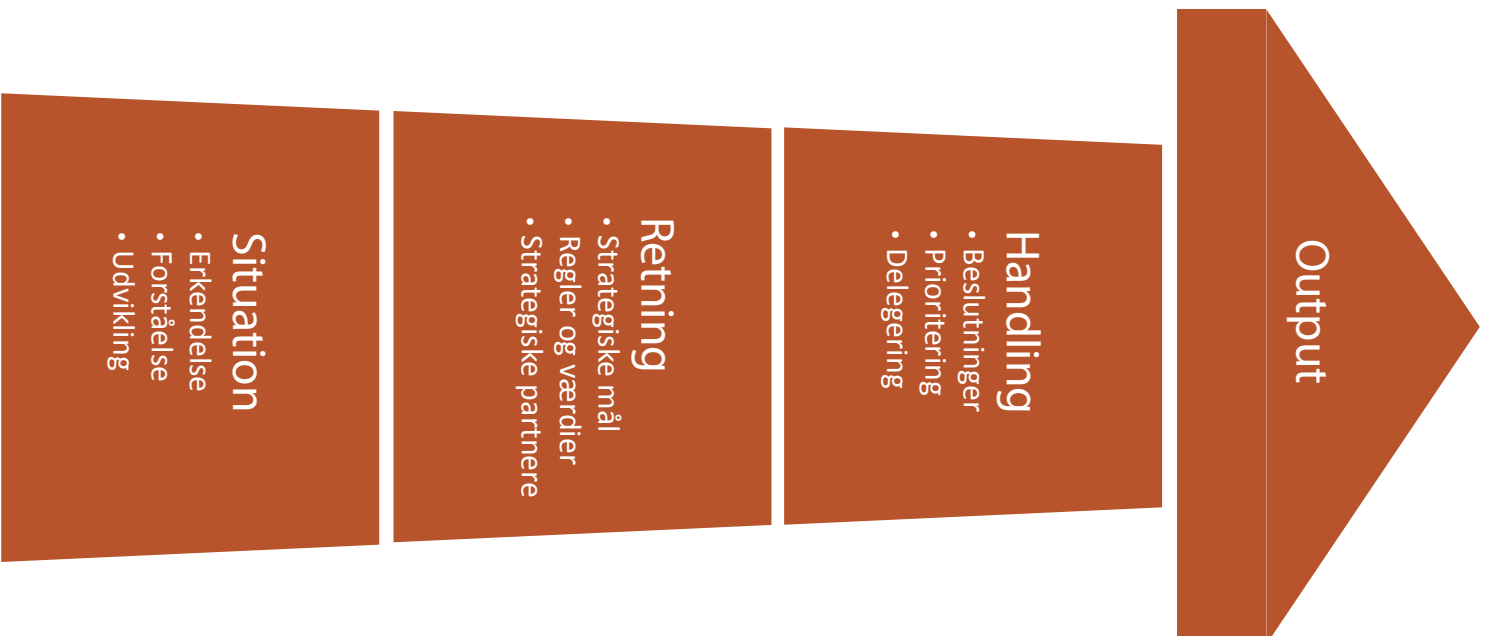 Output
Handling
• Beslutninger
• Prioritering
• Delegering
Retning
• Strategiske mål
• Regler og værdier
• Strategiske partnere
Situation
• Erkendelse
• Forståelse
• Udvikling